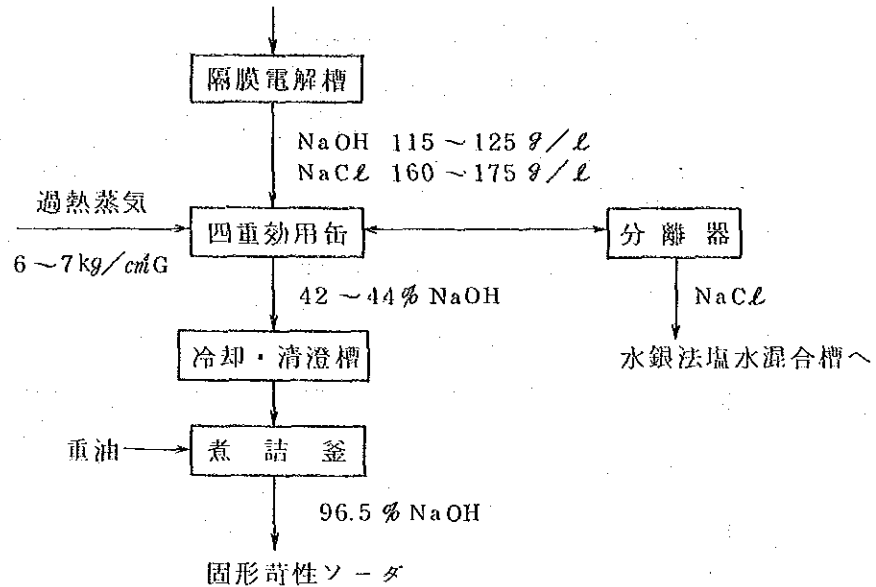 隔膜電解槽
NaOH 115～125 g/ℓ
NaCℓ 160～175 g/ℓ
過熱蒸気
四重効用缶
分離器
6～7kg/cm²G
42～44% NaOH
NaCℓ
冷却・清澄槽
水銀法塩水混合槽へ
重油
煮詰釜
96.5% NaOH
固形苛性ソーダ